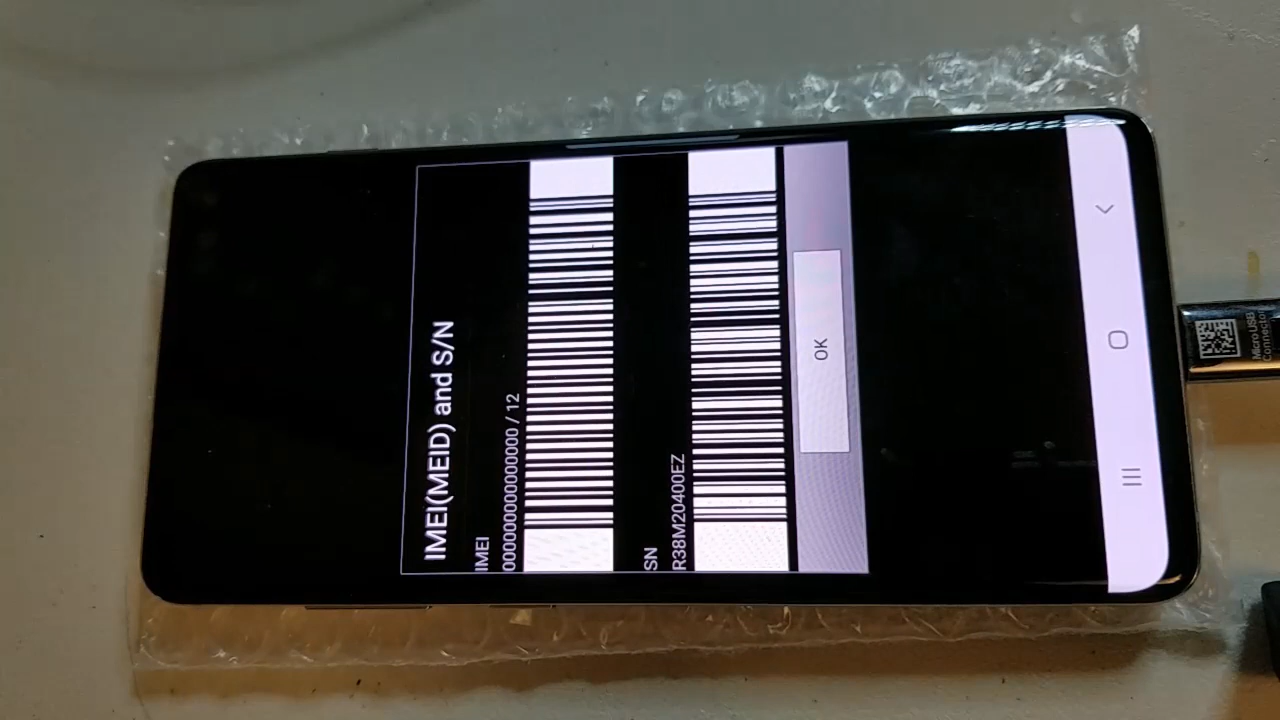 IMEI(MEID) and S/N
IMEI
000000000000000 / 12
SN
R38M20400EZ
OK
Micro USB
Connector